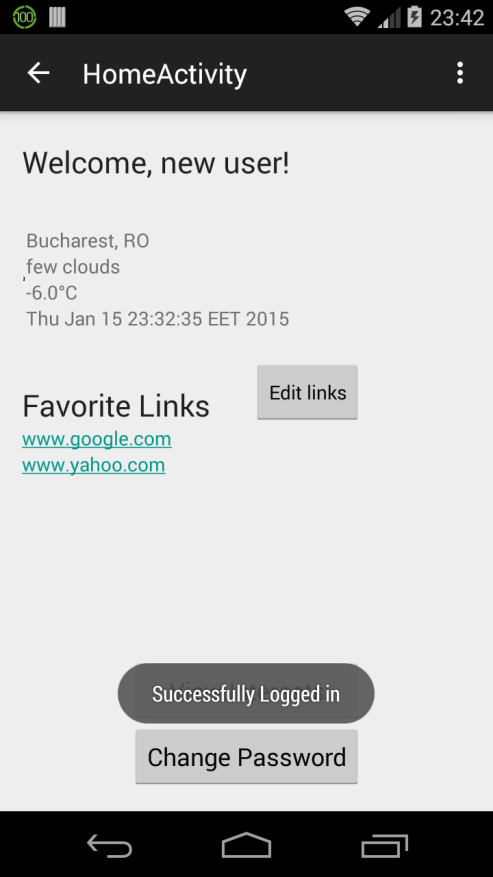 100
23:42
HomeActivity
Welcome, new user!
Bucharest, RO
few clouds
-6.0°C
Thu Jan 15 23:32:35 EET 2015
Edit links
Favorite Links
www.google.com
www.yahoo.com
Successfully Logged in
Change Password